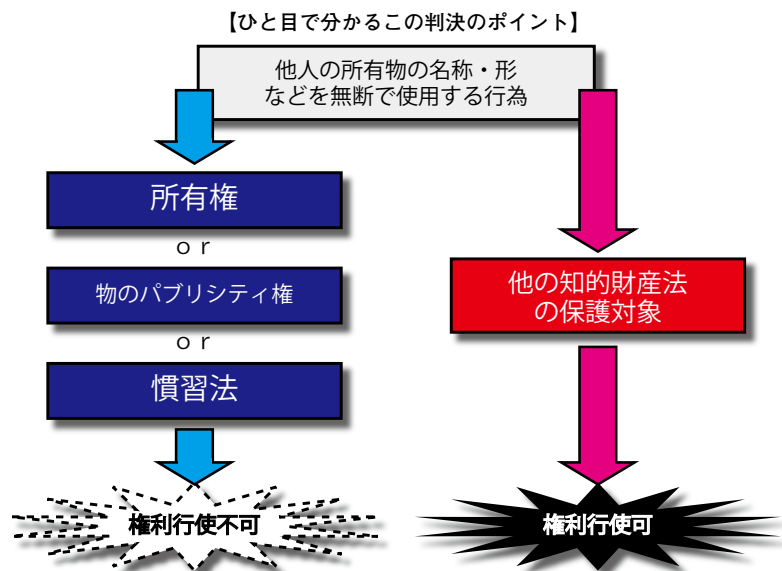 【ひと目で分かるこの判決のポイント】
他人の所有物の名称・形
などを無断で使用する行為
所有権
ｏｒ
物のパブリシティ権
ｏｒ
慣習法
権利行使不可
他の知的財産法
の保護対象
権利行使可